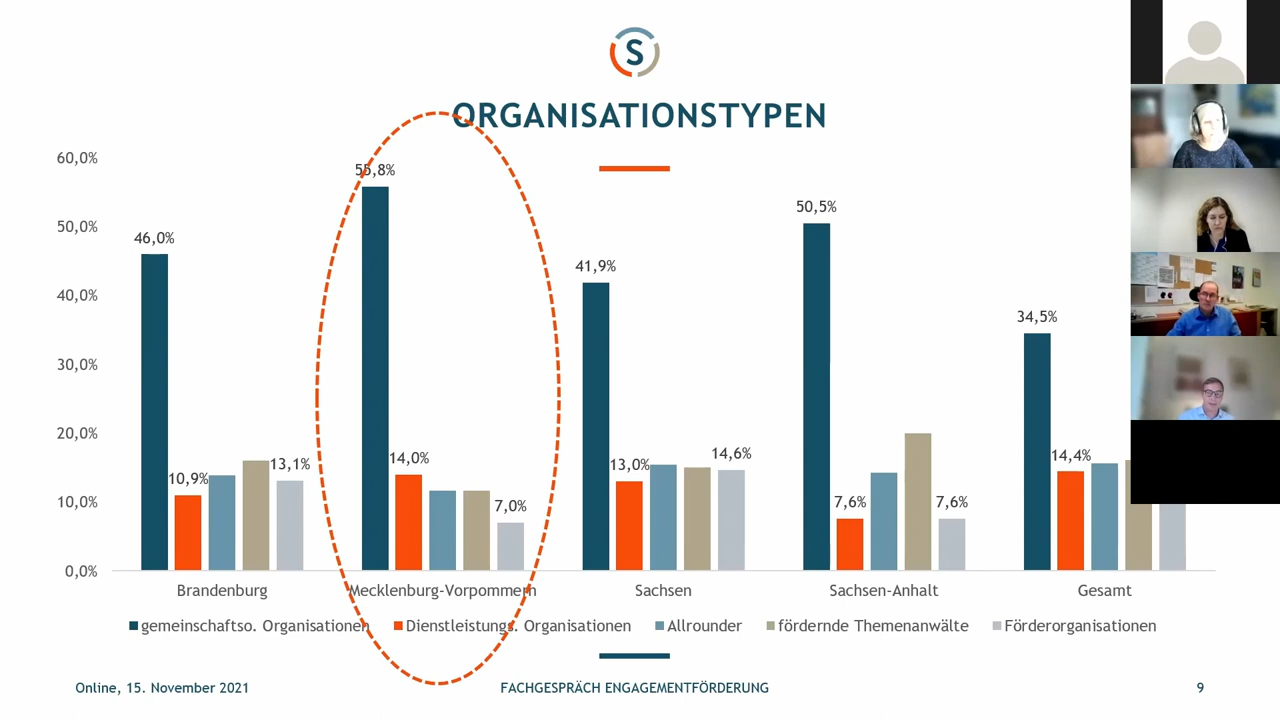 S
ORGANISATIONSTYPEN
60,0%
50,0%
40,0%
30,0%
20,0%
10,0%
0,0%
46,0%
10,9%
13,1%
55,8%
14,0%
7,0%
41,9%
13,0%
14,6%
50,5%
7,6%
7,6%
34,5%
14,4%
Brandenburg
Mecklenburg-Vorpommern
Sachsen
Sachsen-Anhalt
Gesamt
gemeinschaftso. Organisationen
Dienstleistungs. Organisationen
Allrounder
fördernde Themenanwälte
Förderorganisationen
Online, 15. November 2021
FACHGESPRÄCH ENGAGEMENTFÖRDERUNG
9